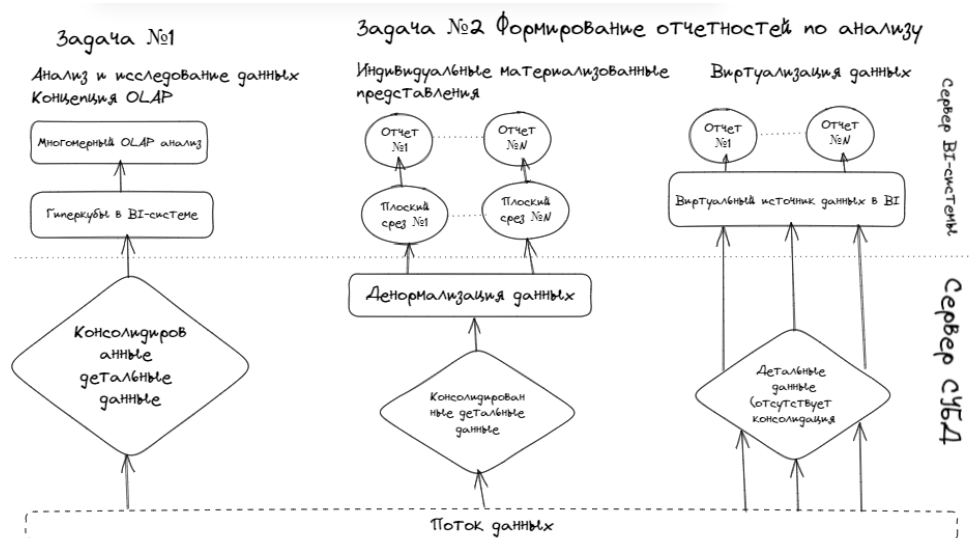 Задача №1
Задача №2 Формирование отчетностей по анализу
Анализ и исследование данных
Концепция OLAP
Индивидуальные материализованные
представления
Виртуализация данных
Сервер BI-системы
Многомерный OLAP анализ
Гиперкубы в BI-системе
Отчет
№1
Отчет
№N
Плоский
срез №1
Плоский
срез №N
Отчет
№1
Отчет
№N
Виртуальный источник данных в BI
Сервер СУБД
Денормализация данных
Консолидиров
анные
детальные
данные
Консолидирован
ные детальные
данные
Детальные
данные
(отсутствует
консолидация
Поток данных